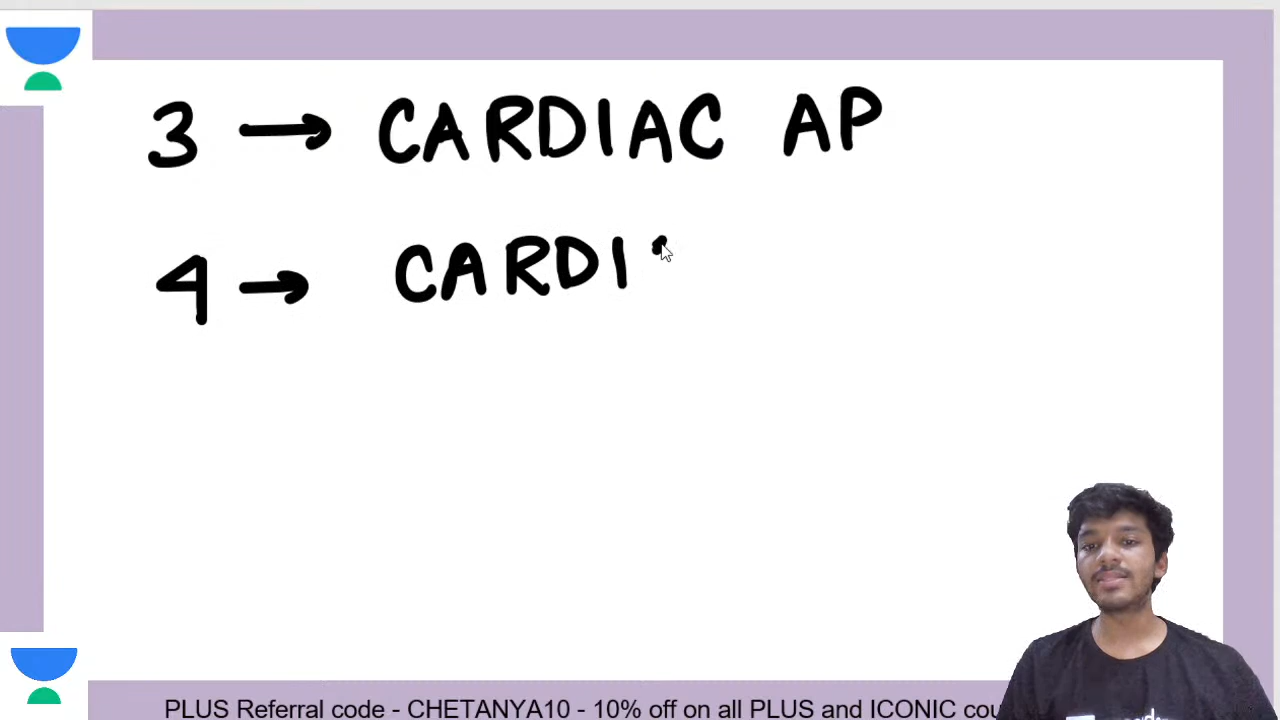 3 → CARDIAC AP
4 → CARDI
PLUS Referral code - CHETANYA10 - 10% off on all PLUS and ICONIC cou